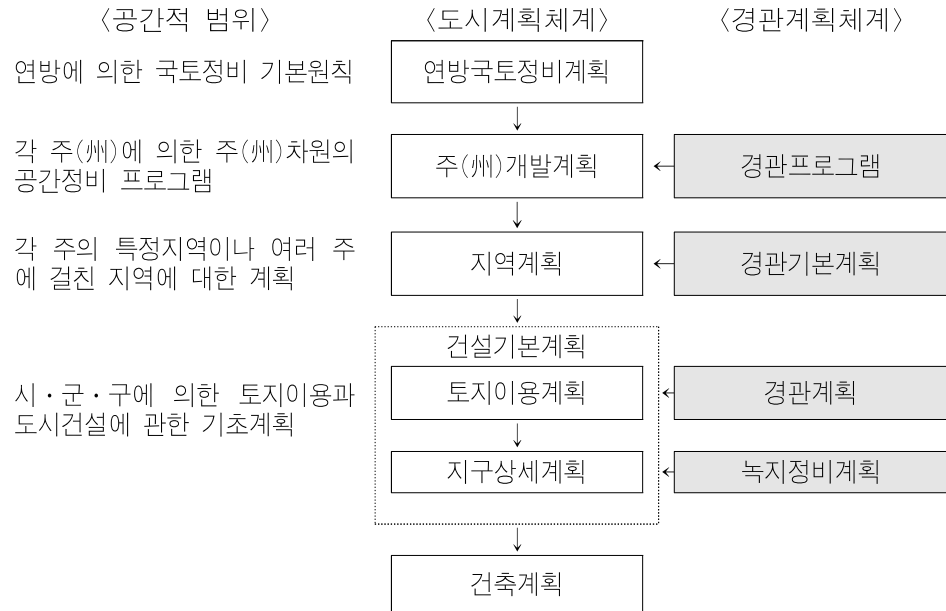 〈공간적 범위〉 〈도시계획체계〉 〈경관계획체계〉
연방에 의한 국토정비 기본원칙
연방국토정비계획
각 주(州)에 의한 주(州)차원의
공간정비 프로그램
주(州)개발계획
경관프로그램
각 주의 특정지역이나 여러 주
에 걸친 지역에 대한 계획
지역계획
경관기본계획
건설기본계획
시·군·구에 의한 토지이용과
도시건설에 관한 기초계획
토지이용계획
경관계획
지구상세계획
녹지정비계획
건축계획